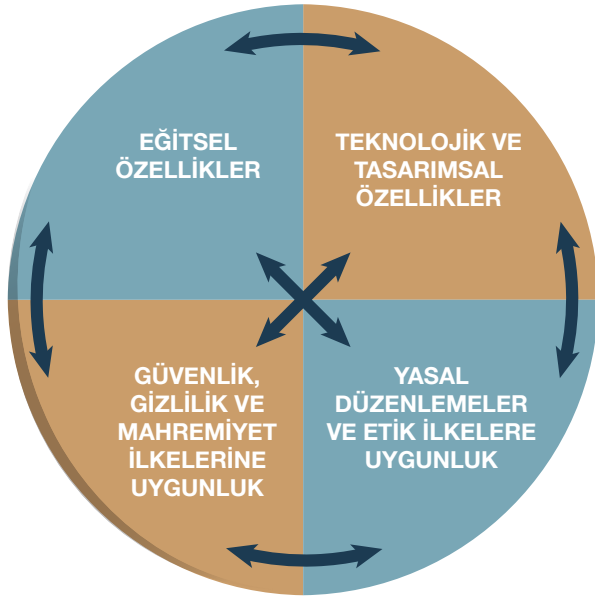 EĞİTSEL
ÖZELLİKLER
TEKNOLOJİK VE
TASARIMSAL
ÖZELLİKLER
GÜVENLİK,
GİZLİLİK VE
MAHREMİYET
İLKELERİNE
UYGUNLUK
YASAL
DÜZENLEMELER
VE ETİK İLKELERE
UYGUNLUK